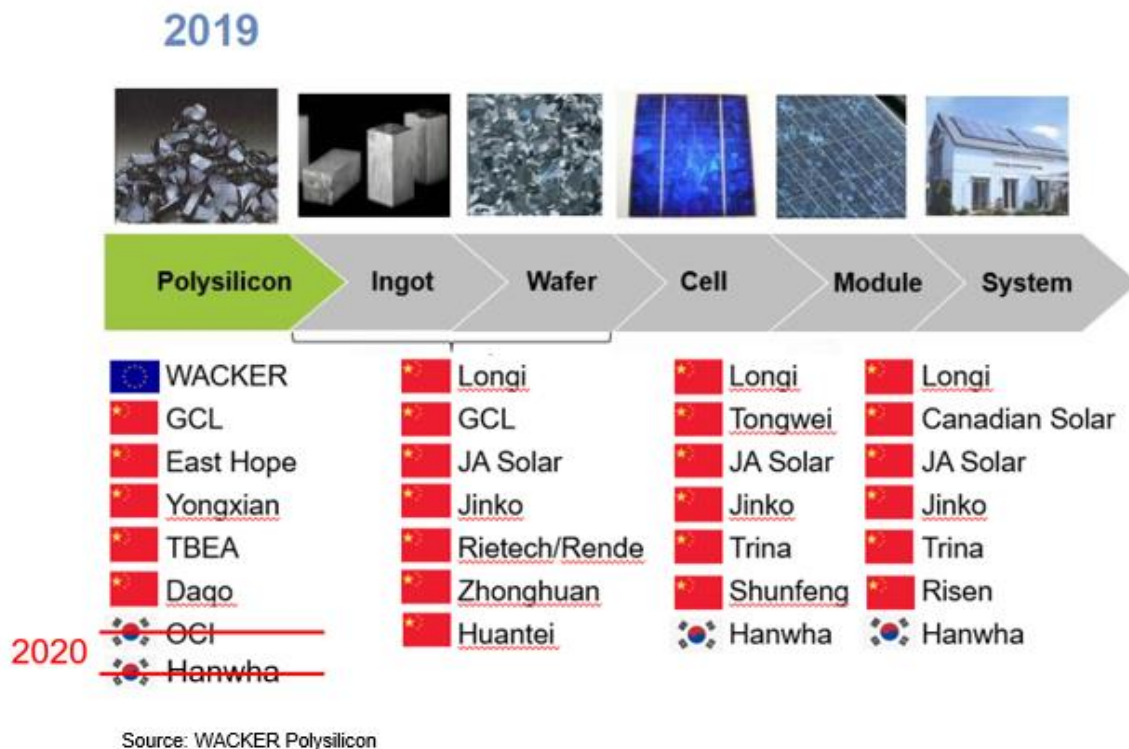 2019
Polysilicon
Ingot
Wafer
Cell
Module
System
WACKER
GCL
East Hope
Yongxian
TBEA
Daqo
OCI
Hanwha
2020
Longi
GCL
JA Solar
Jinko
Rietech/Rende
Zhonghuan
Huantei
Longi
Tongwei
JA Solar
Jinko
Trina
Shunfeng
Hanwha
Longi
Canadian Solar
JA Solar
Jinko
Trina
Risen
Hanwha
Source: WACKER Polysilicon